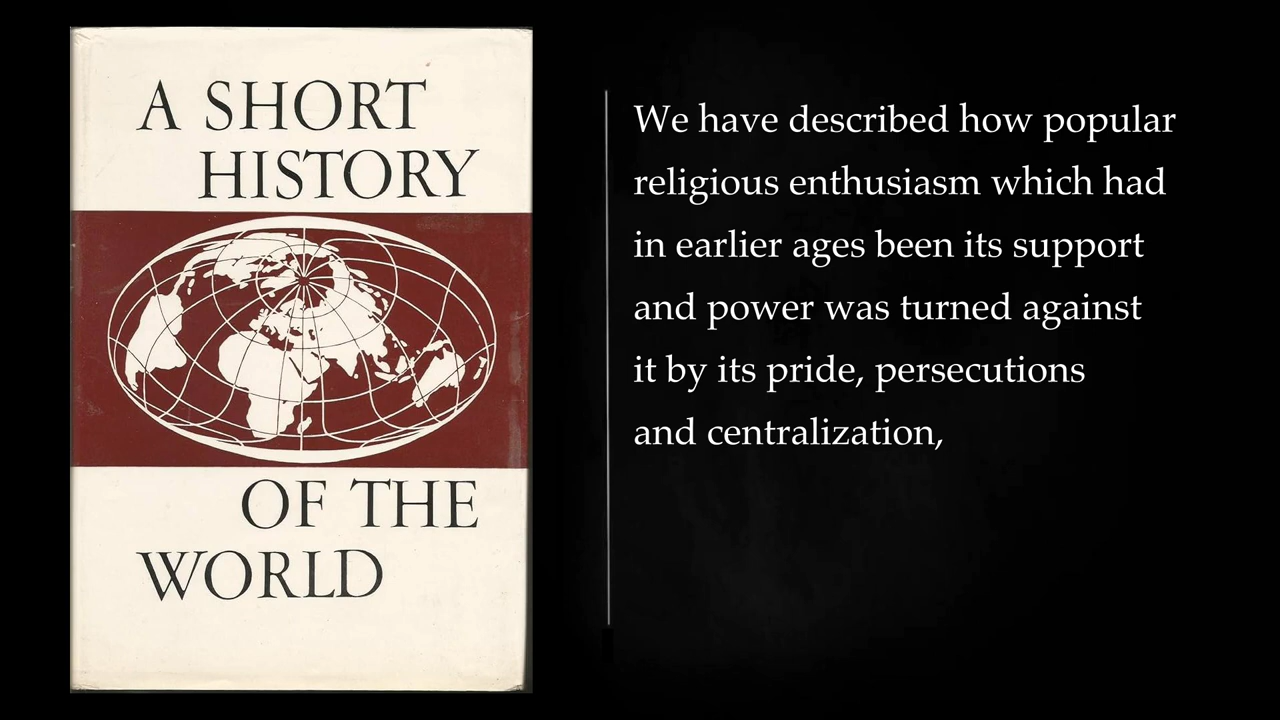 A SHORT
HISTORY
OF THE
WORLD
We have described how popular
religious enthusiasm which had
in earlier ages been its support
and power was turned against
it by its pride, persecutions
and centralization,